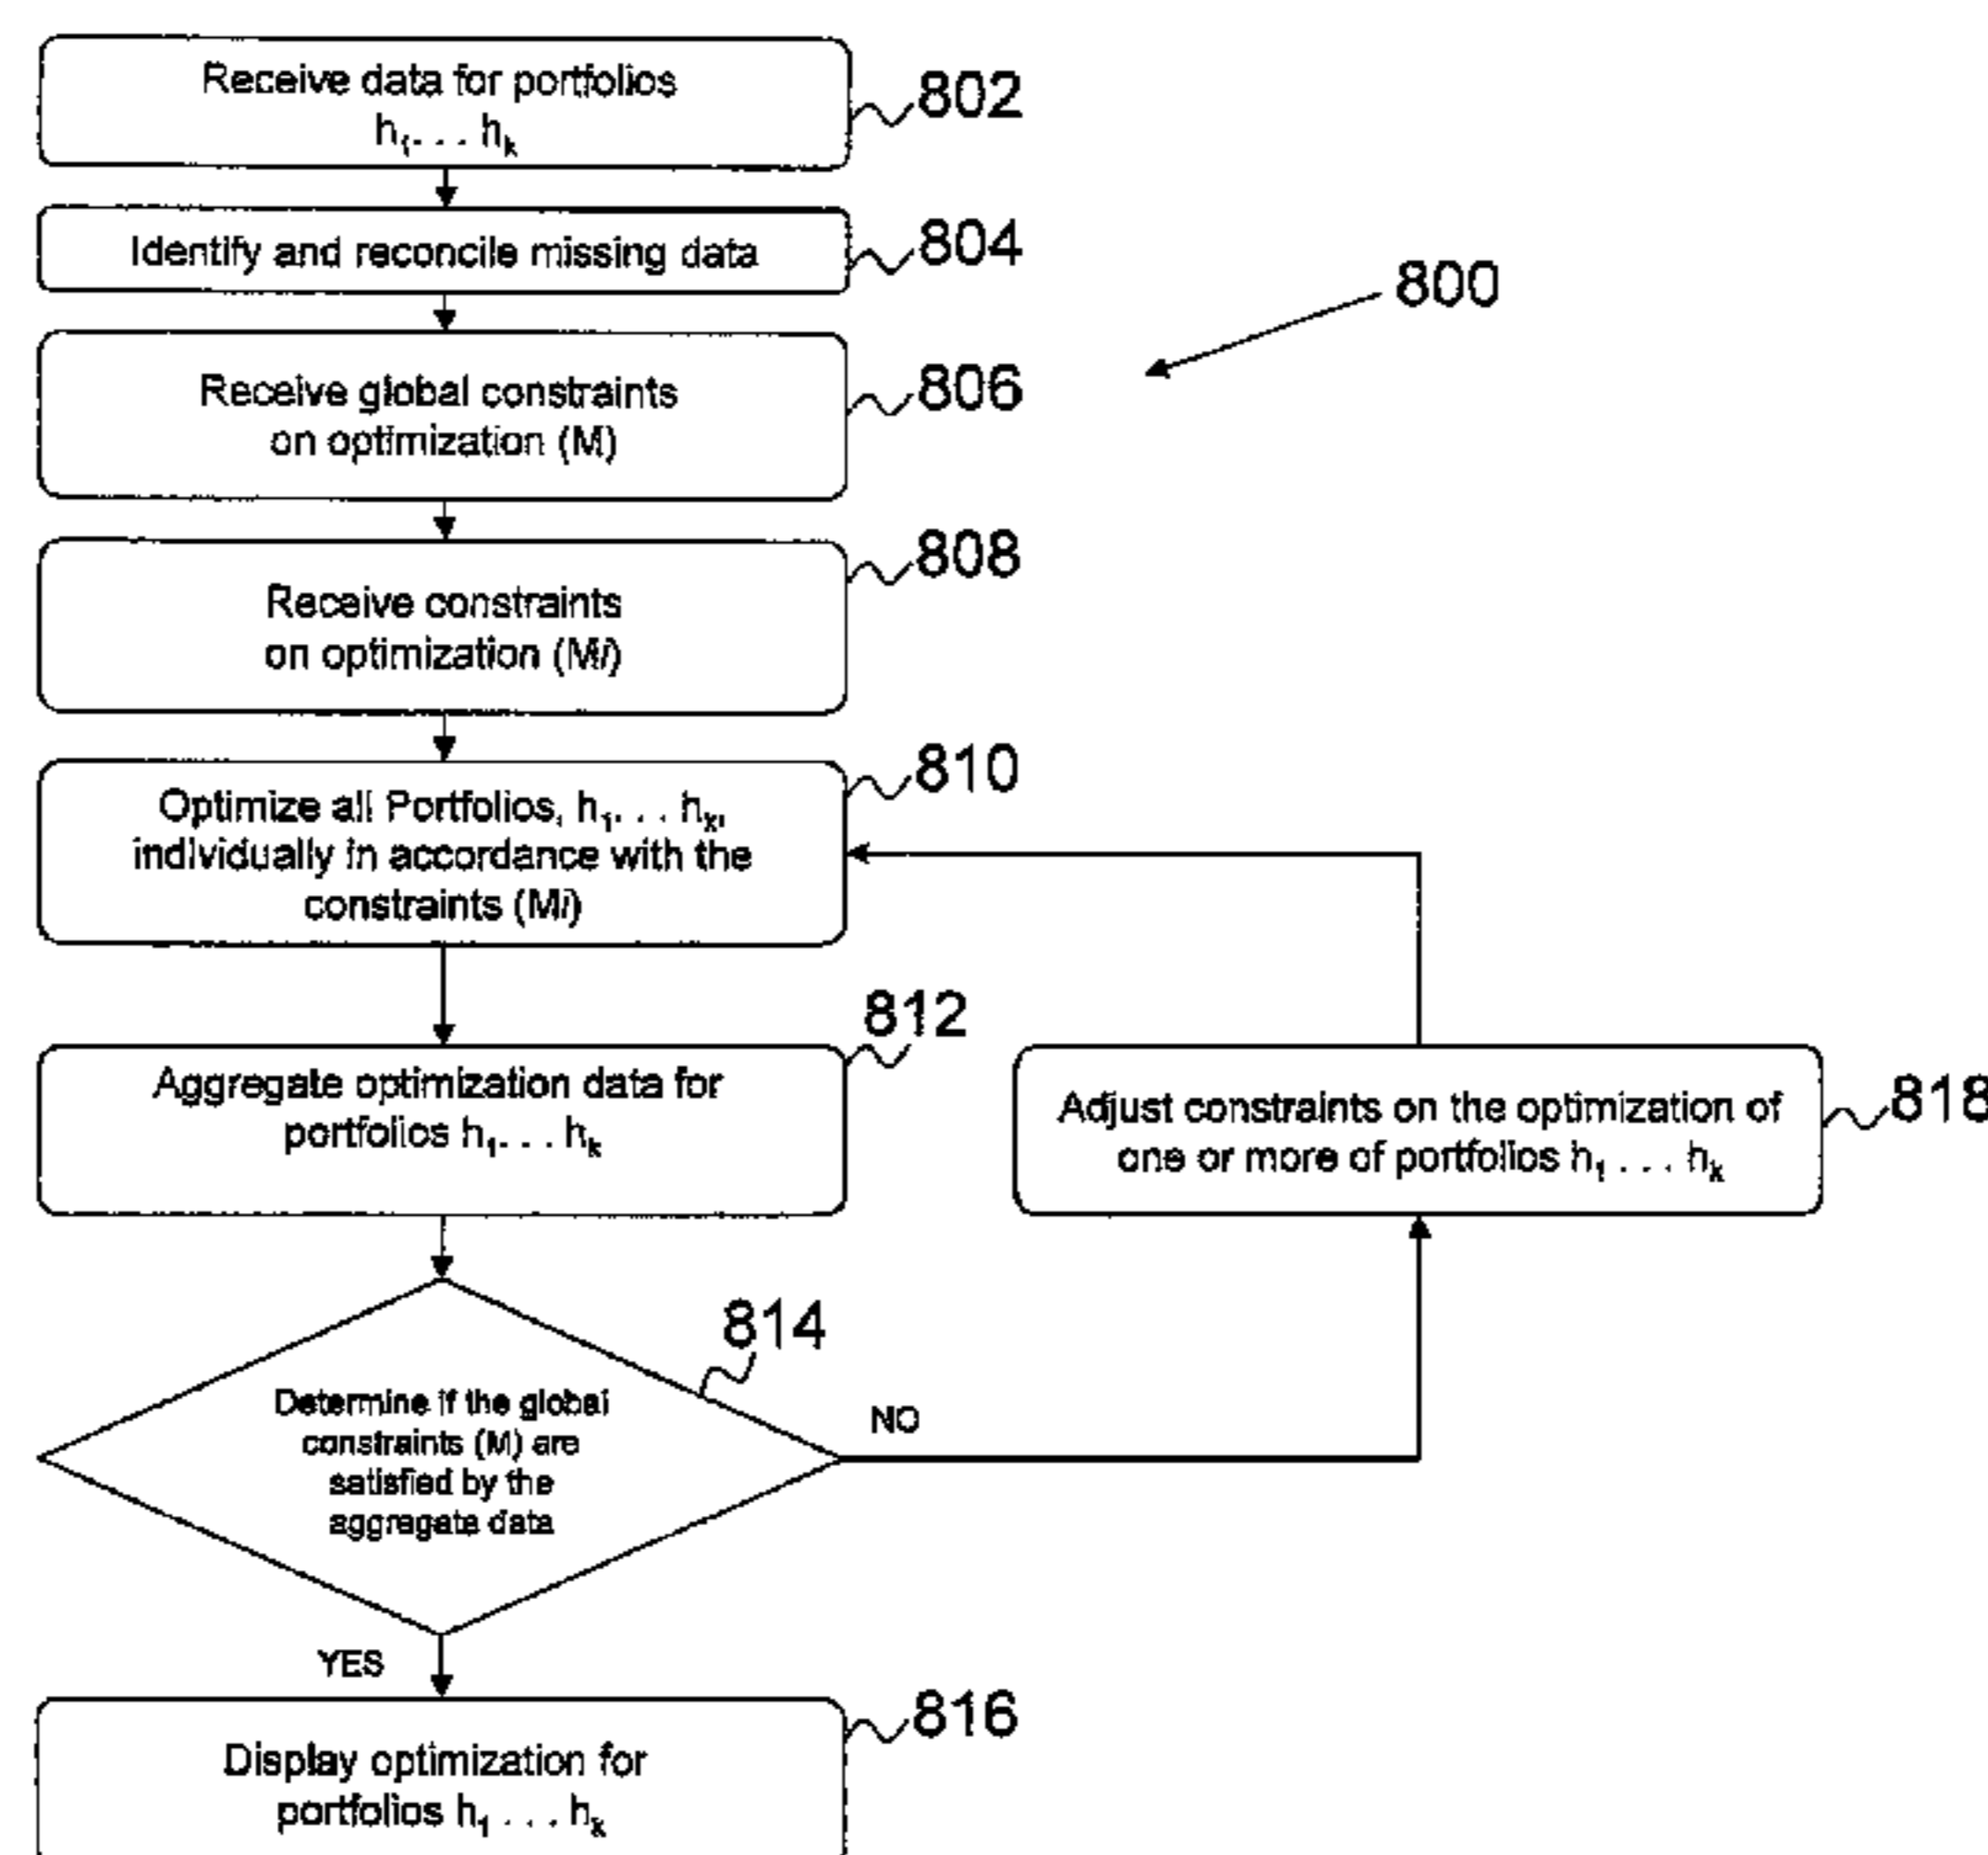 Receive data for portfolios
h₁. . . hₖ
802
Identify and reconcile missing data
804
800
Receive global constraints
on optimization (M)
806
Receive constraints
on optimization (Mi)
808
Optimize all Portfolios, h₁. . . hₖ,
individually in accordance with the
constraints (Mi)
810
Aggregate optimization data for
portfolios h₁. . . hₖ
812
Adjust constraints on the optimization of
one or more of portfolios h₁ . . . hₖ
818
Determine if the global
constraints (M) are
satisfied by the
aggregate data
814
NO
YES
Display optimization for
portfolios h₁ . . . hₖ
816